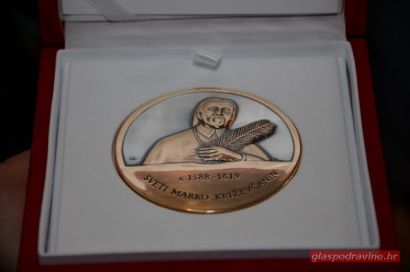 c.1588.-1619.
SVETI MARKO KRIŽEVČANIN
glaspodravine.hr